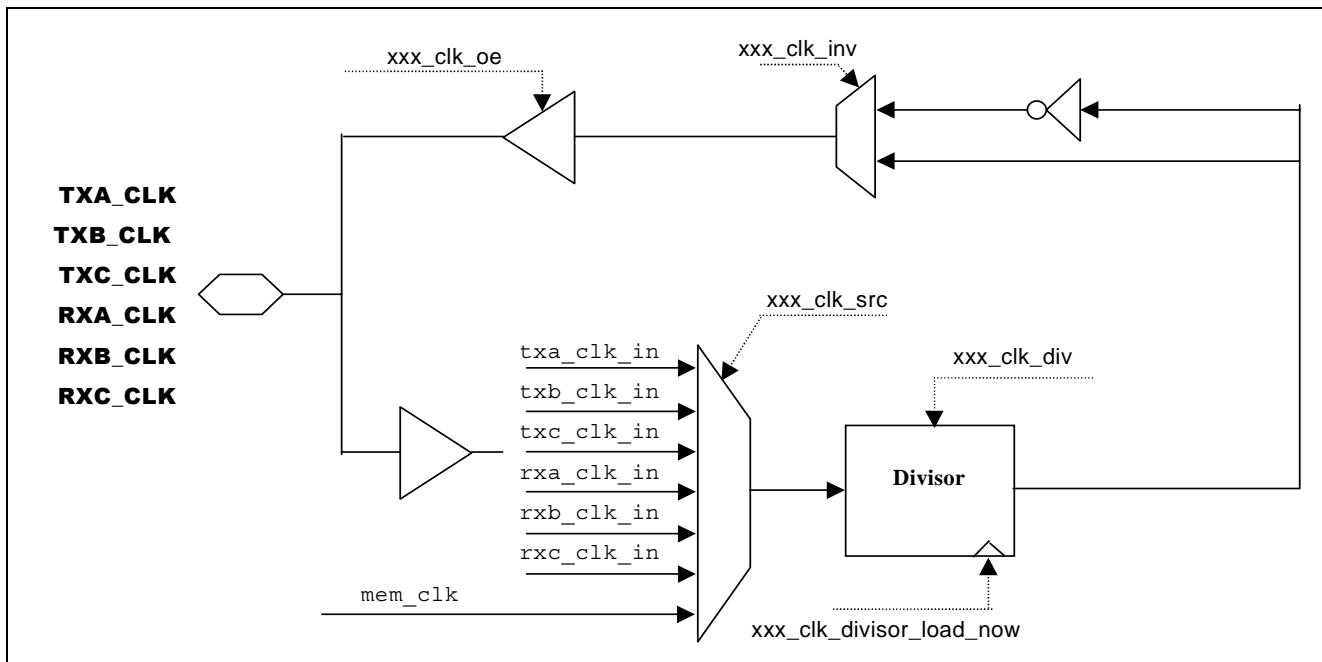 xxx_clk_oe
xxx_clk_inv
TXA_CLK
TXB_CLK
TXC_CLK
RXA_CLK
RXB_CLK
RXC_CLK
xxx_clk_src
txa_clk_in
txb_clk_in
txc_clk_in
rxa_clk_in
rxb_clk_in
rxc_clk_in
mem_clk
xxx_clk_div
Divisor
xxx_clk_divisor_load_now